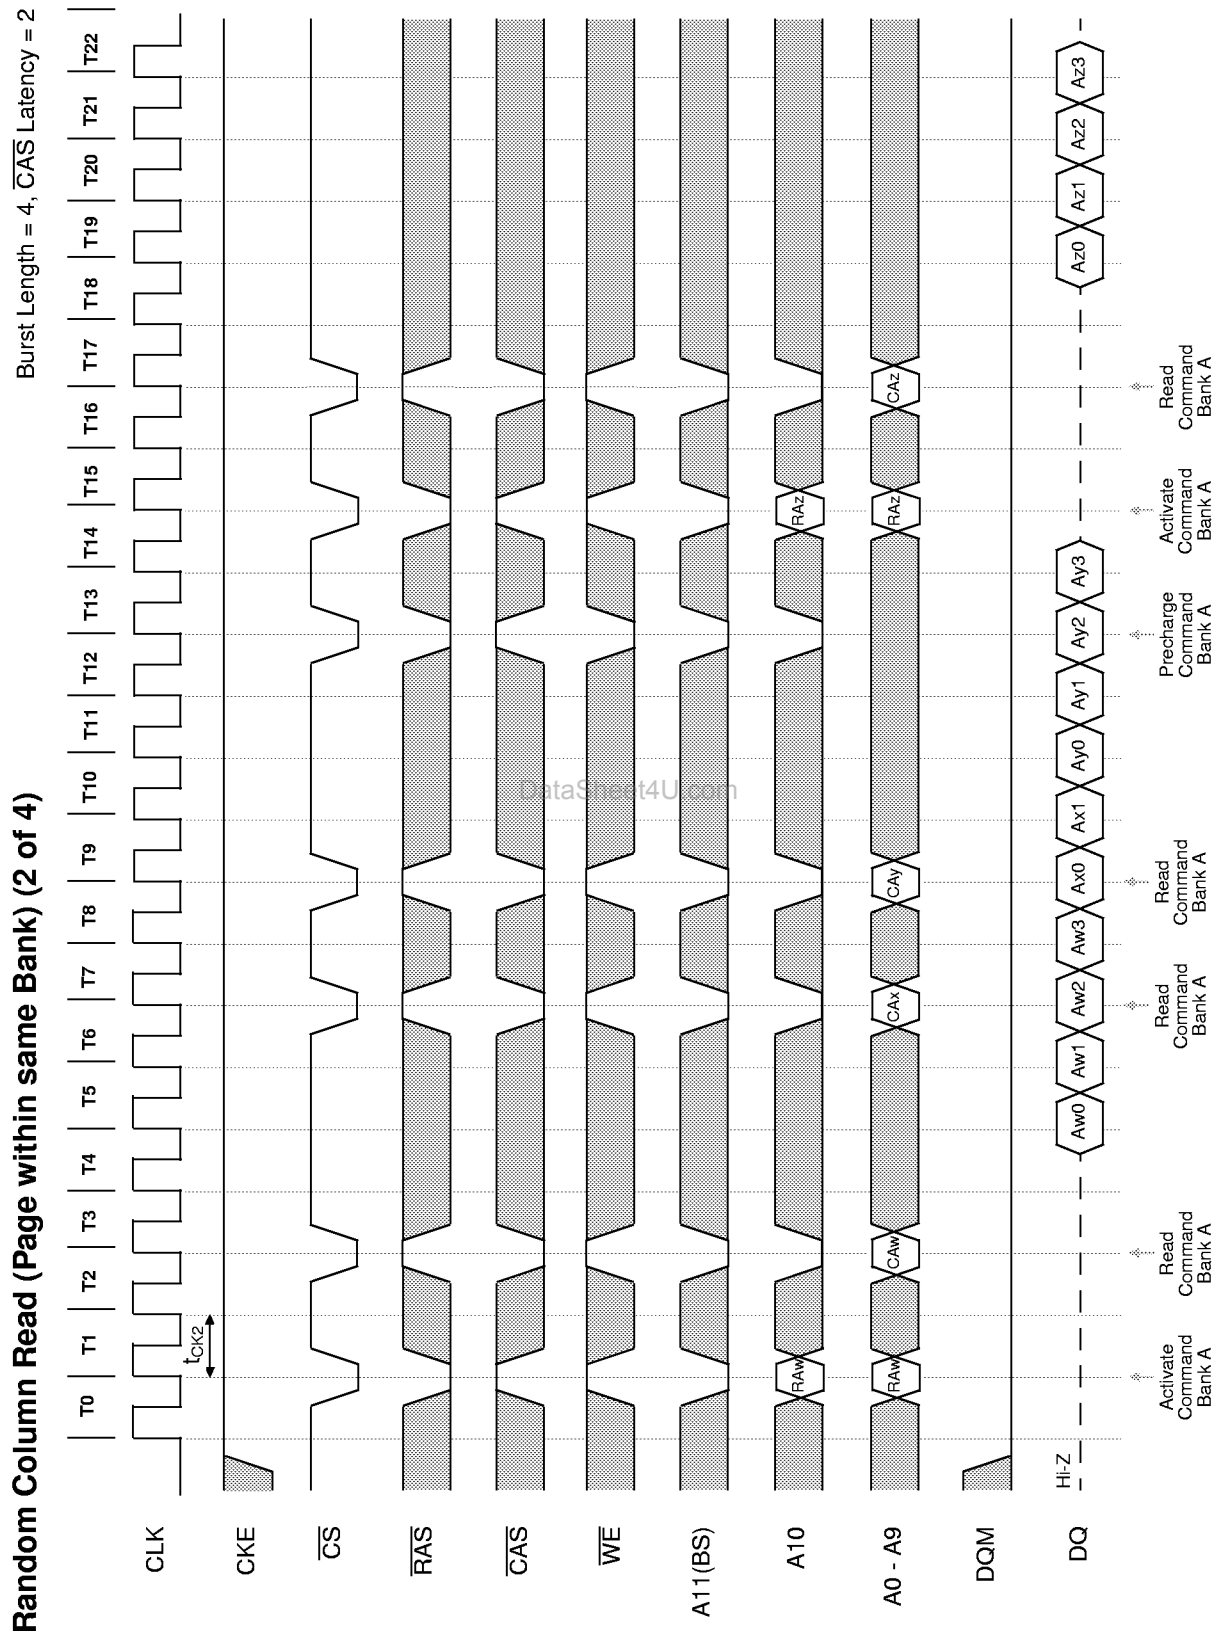 Random Column Read (Page within same Bank) (2 of 4)
Burst Length = 4, CAS Latency = 2
T0 T1 T2 T3 T4 T5 T6 T7 T8 T9 T10 T11 T12 T13 T14 T15 T16 T17 T18 T19 T20 T21 T22
CLK
tCK2
CKE
CS
RAS
CAS
WE
A11(BS)
A10
RAw RAz
A0 - A9
RAw CAw CAx CAy RAz CAz
DQM
DQ
Hi-Z
Aw0 Aw1 Aw2 Aw3 Ax0 Ax1 Ay0 Ay1 Ay2 Ay3 Az0 Az1 Az2 Az3
Activate
Command
Bank A
Read
Command
Bank A
Read
Command
Bank A
Read
Command
Bank A
Precharge
Command
Bank A
Activate
Command
Bank A
Read
Command
Bank A
DataSheet4U.com